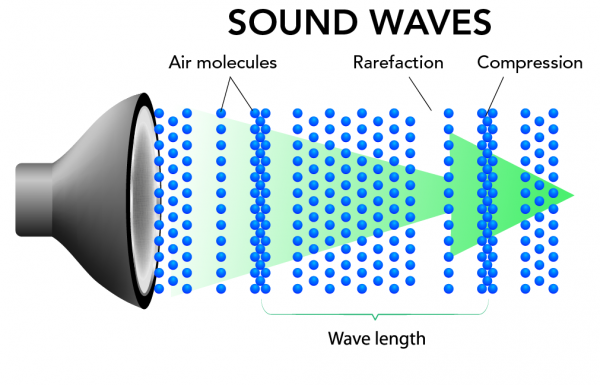 SOUND WAVES
Air molecules
Rarefaction
Compression
Wave length